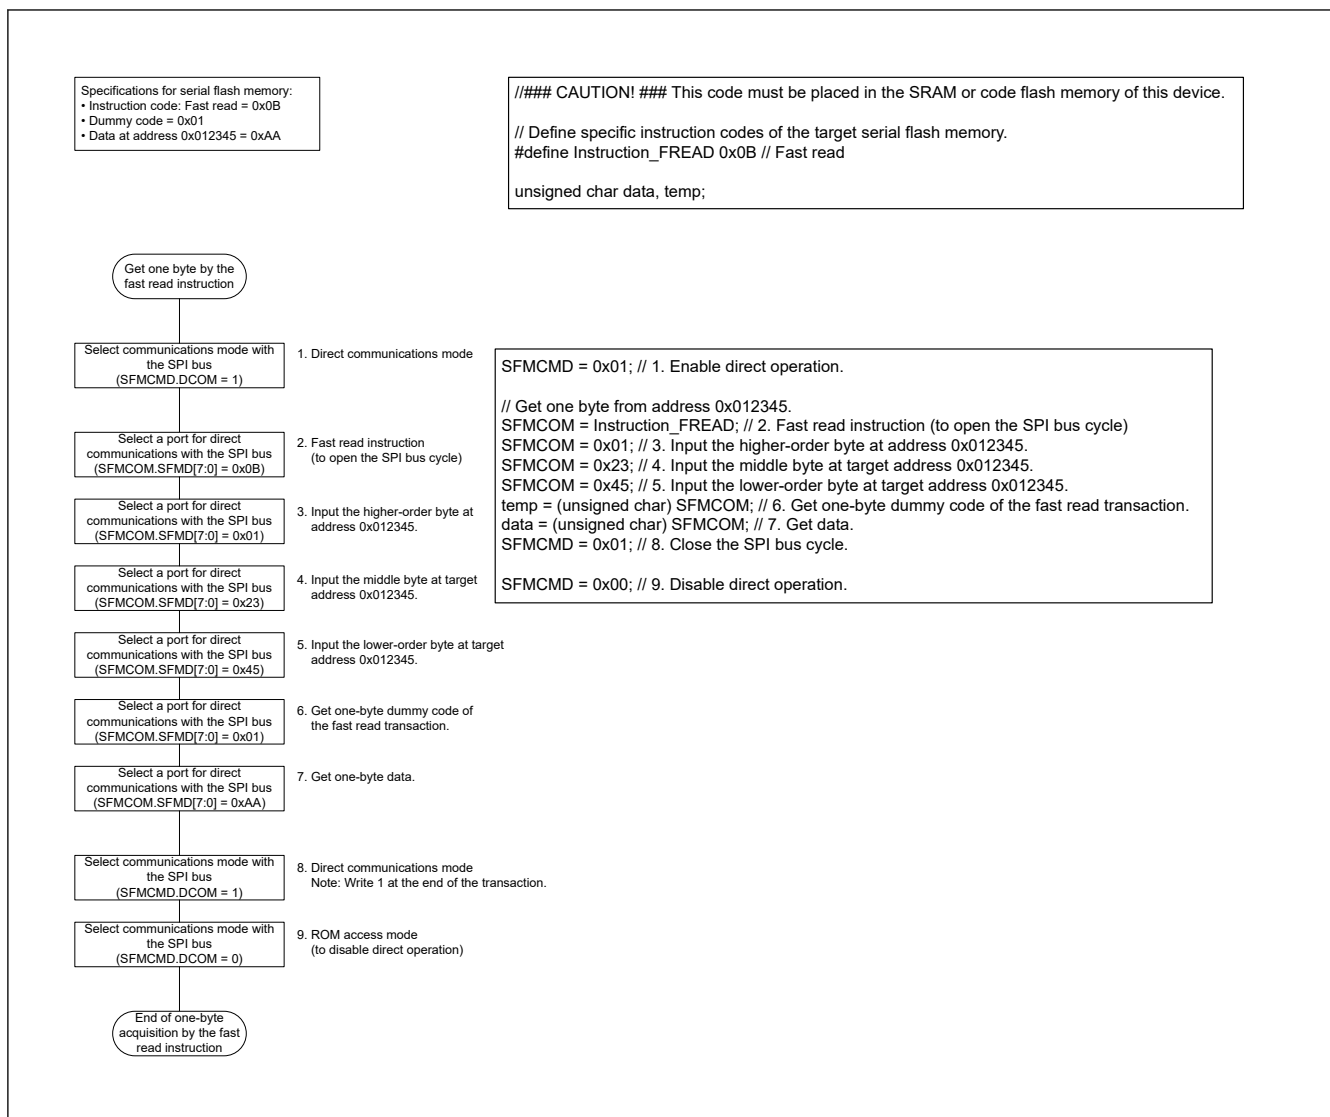 Specifications for serial flash memory:
• Instruction code: Fast read = 0x0B
• Dummy code = 0x01
• Data at address 0x012345 = 0xAA
//### CAUTION! ### This code must be placed in the SRAM or code flash memory of this device.
// Define specific instruction codes of the target serial flash memory.
#define Instruction_FREAD 0x0B // Fast read
unsigned char data, temp;
Get one byte by the
fast read instruction
Select communications mode with
the SPI bus
(SFMCMD.DCOM = 1)
1. Direct communications mode
Select a port for direct
communications with the SPI bus
(SFMCOM.SFMD[7:0] = 0x0B)
2. Fast read instruction
(to open the SPI bus cycle)
Select a port for direct
communications with the SPI bus
(SFMCOM.SFMD[7:0] = 0x01)
3. Input the higher-order byte at
address 0x012345.
Select a port for direct
communications with the SPI bus
(SFMCOM.SFMD[7:0] = 0x23)
4. Input the middle byte at target
address 0x012345.
Select a port for direct
communications with the SPI bus
(SFMCOM.SFMD[7:0] = 0x45)
5. Input the lower-order byte at target
address 0x012345.
Select a port for direct
communications with the SPI bus
(SFMCOM.SFMD[7:0] = 0x01)
6. Get one-byte dummy code of
the fast read transaction.
Select a port for direct
communications with the SPI bus
(SFMCOM.SFMD[7:0] = 0xAA)
7. Get one-byte data.
Select communications mode with
the SPI bus
(SFMCMD.DCOM = 1)
8. Direct communications mode
Note: Write 1 at the end of the transaction.
Select communications mode with
the SPI bus
(SFMCMD.DCOM = 0)
9. ROM access mode
(to disable direct operation)
End of one-byte
acquisition by the fast
read instruction
SFMCMD = 0x01; // 1. Enable direct operation.
// Get one byte from address 0x012345.
SFMCOM = Instruction_FREAD; // 2. Fast read instruction (to open the SPI bus cycle)
SFMCOM = 0x01; // 3. Input the higher-order byte at address 0x012345.
SFMCOM = 0x23; // 4. Input the middle byte at target address 0x012345.
SFMCOM = 0x45; // 5. Input the lower-order byte at target address 0x012345.
temp = (unsigned char) SFMCOM; // 6. Get one-byte dummy code of the fast read transaction.
data = (unsigned char) SFMCOM; // 7. Get data.
SFMCMD = 0x01; // 8. Close the SPI bus cycle.
SFMCMD = 0x00; // 9. Disable direct operation.